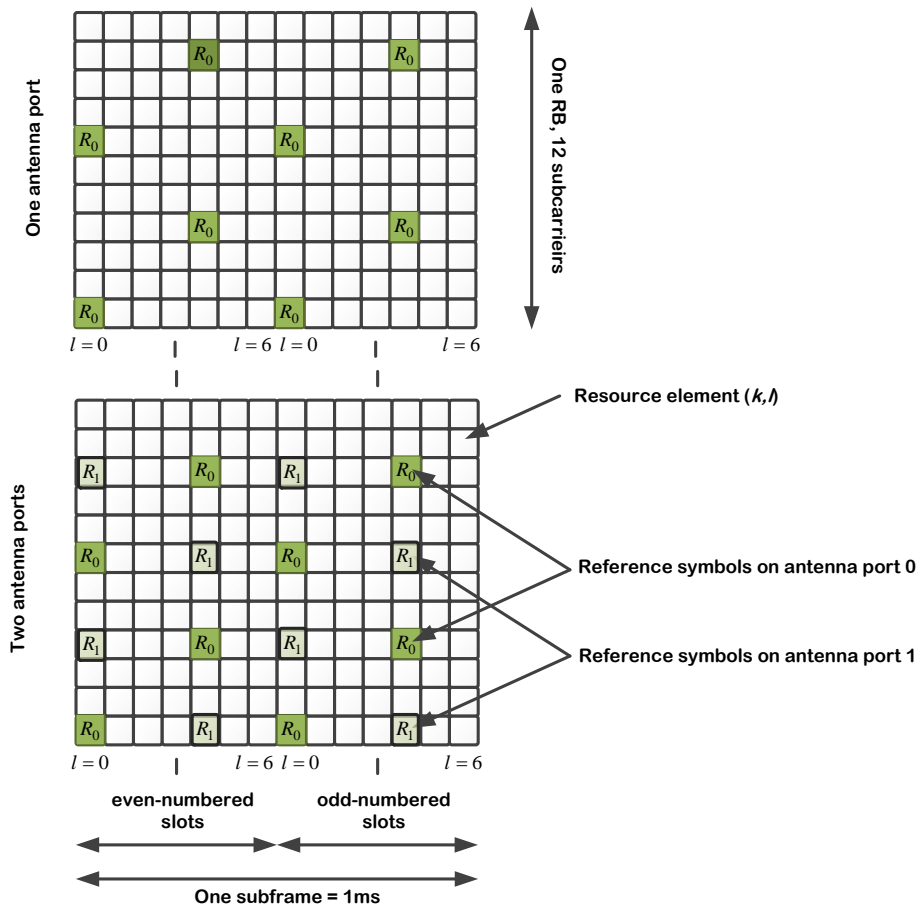 One antenna port
R0 R0
R0 R0
R0 R0
R0 R0
One RB, 12 subcarrieirs
l = 0 l = 6 l = 0 l = 6
Two antenna ports
Resource element (k,l)
R1 R0 R1 R0
R0 R1 R0 R1
Reference symbols on antenna port 0
R1 R0 R1 R0
Reference symbols on antenna port 1
R0 R1 R0 R1
l = 0 l = 6 l = 0 l = 6
even-numbered
slots
odd-numbered
slots
One subframe = 1ms